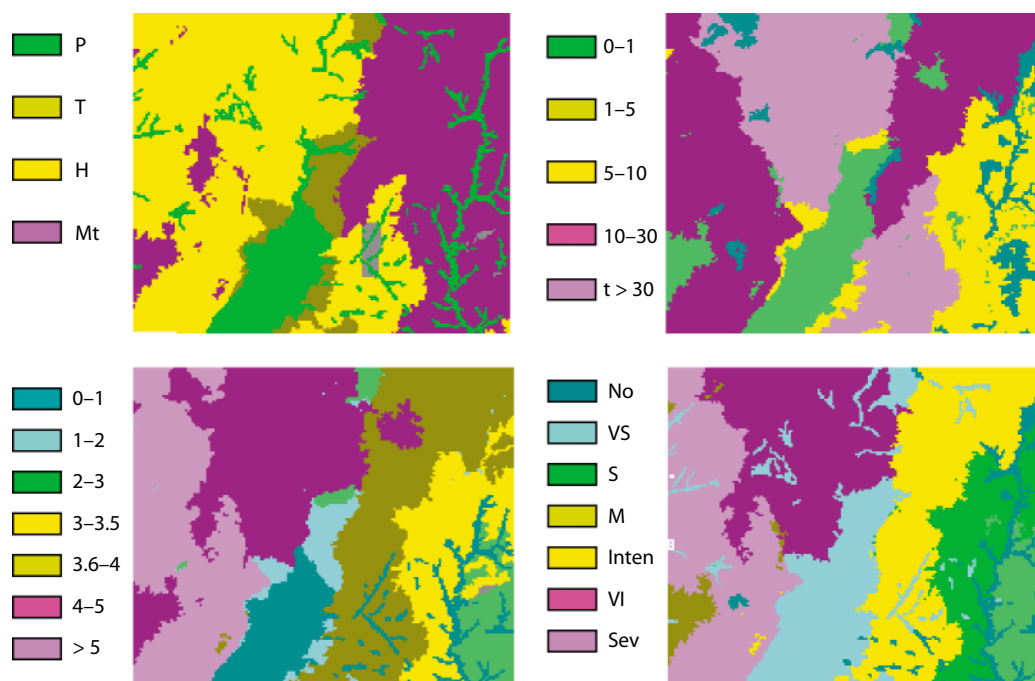 P
T
H
Mt
0–1
1–5
5–10
10–30
t > 30
0–1
1–2
2–3
3–3.5
3.6–4
4–5
> 5
No
VS
S
M
Inten
VI
Sev